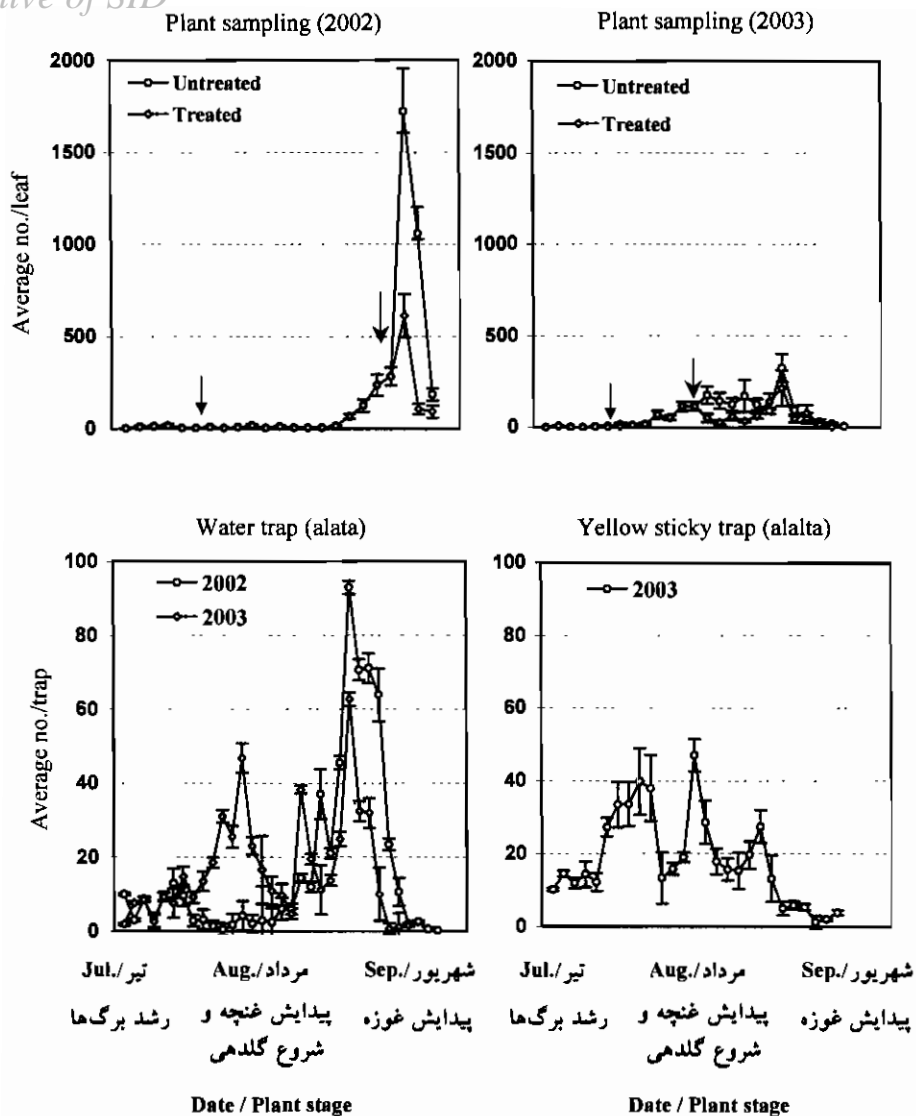 ive of SID
Plant sampling (2002)
Plant sampling (2003)
Average no./leaf
2000
1500
1000
500
0
Untreated
Treated
2000
1500
1000
500
0
Untreated
Treated
Water trap (alata)
Yellow sticky trap (alalta)
Average no./trap
100
80
60
40
20
0
2002
2003
100
80
60
40
20
0
2003
Jul./تیر Aug./مرداد Sep./شهریور
رشد برگ‌ها پیدایش غنچه و پیدایش غوزه
شروع گلدهی
Jul./تیر Aug./مرداد Sep./شهریور
رشد برگ‌ها پیدایش غنچه و پیدایش غوزه
شروع گلدهی
Date / Plant stage
Date / Plant stage